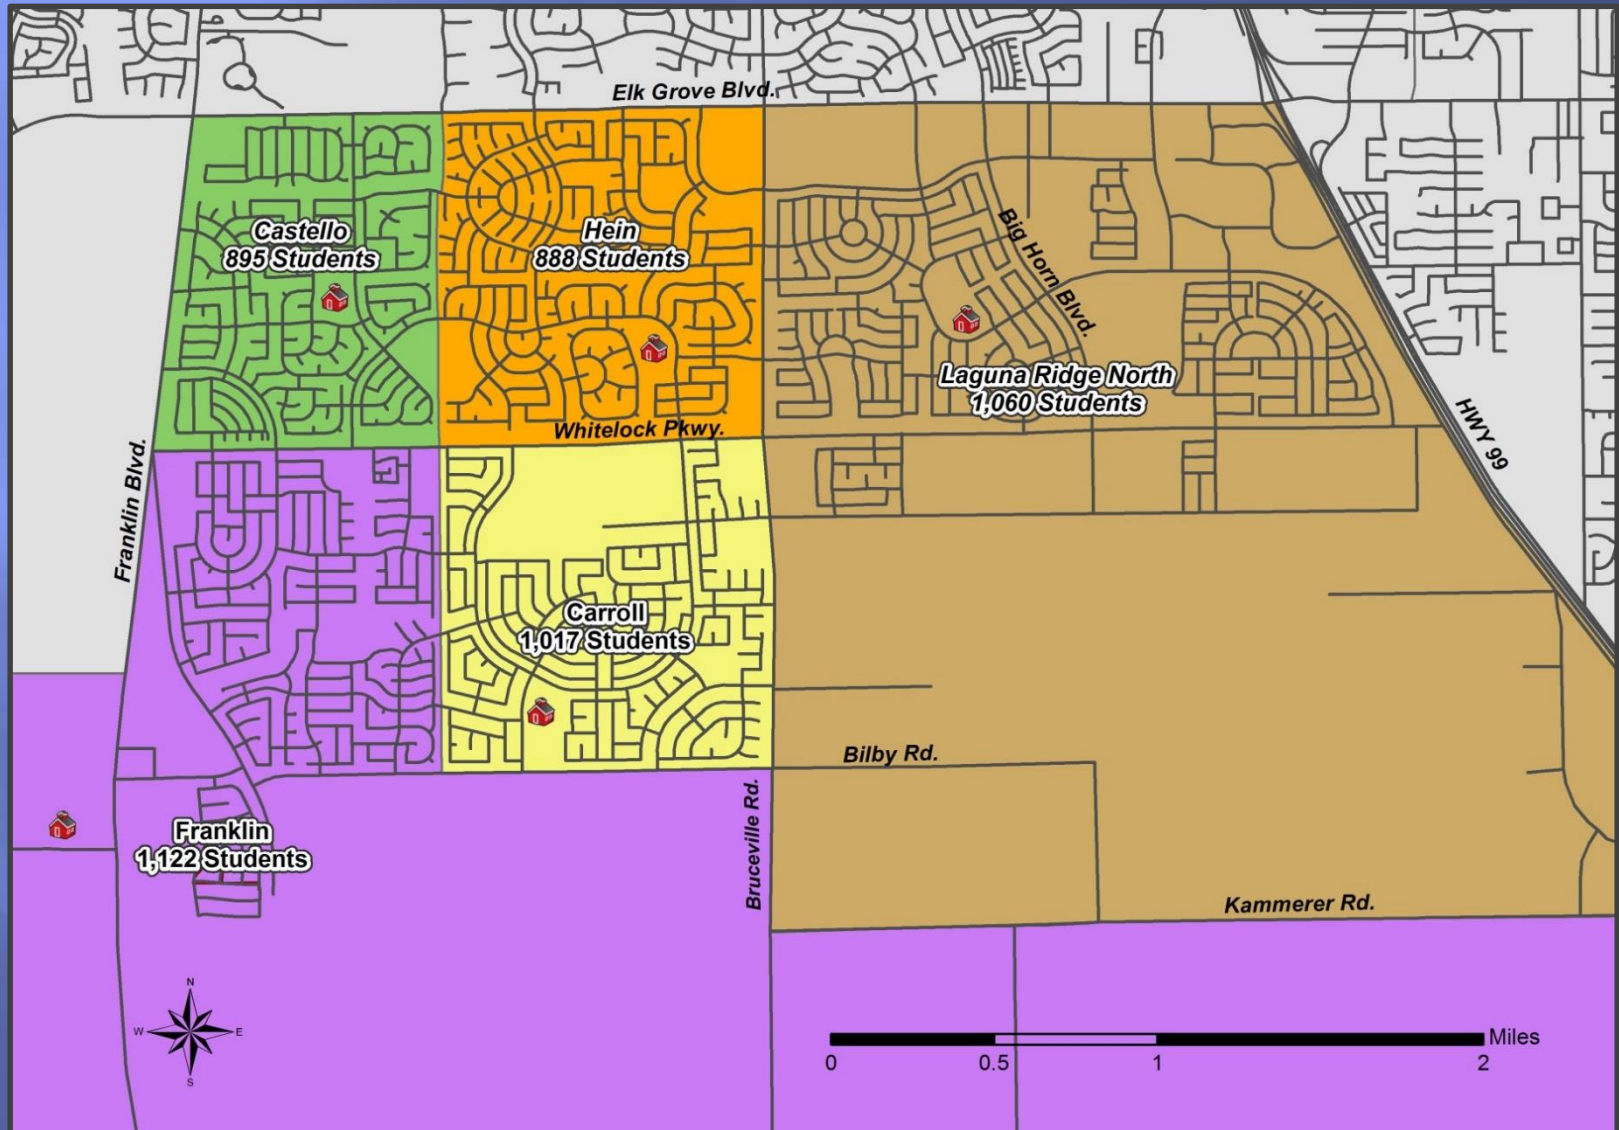 Elk Grove Blvd.
Castello
895 Students
Hein
888 Students
Big Horn Blvd.
Laguna Ridge North
1,060 Students
Whitelock Pkwy.
HWY 99
Franklin Blvd.
Carroll
1,017 Students
Bilby Rd.
Bruceville Rd.
Franklin
1,122 Students
Kammerer Rd.
N
W
E
S
Miles
0
0.5
1
2